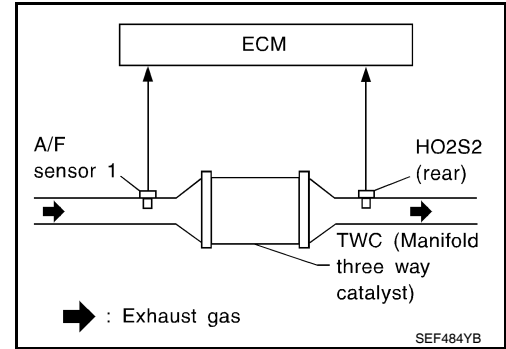 ECM
A/F
sensor 1
HO2S2
(rear)
TWC (Manifold
three way
catalyst)
: Exhaust gas
SEF484YB